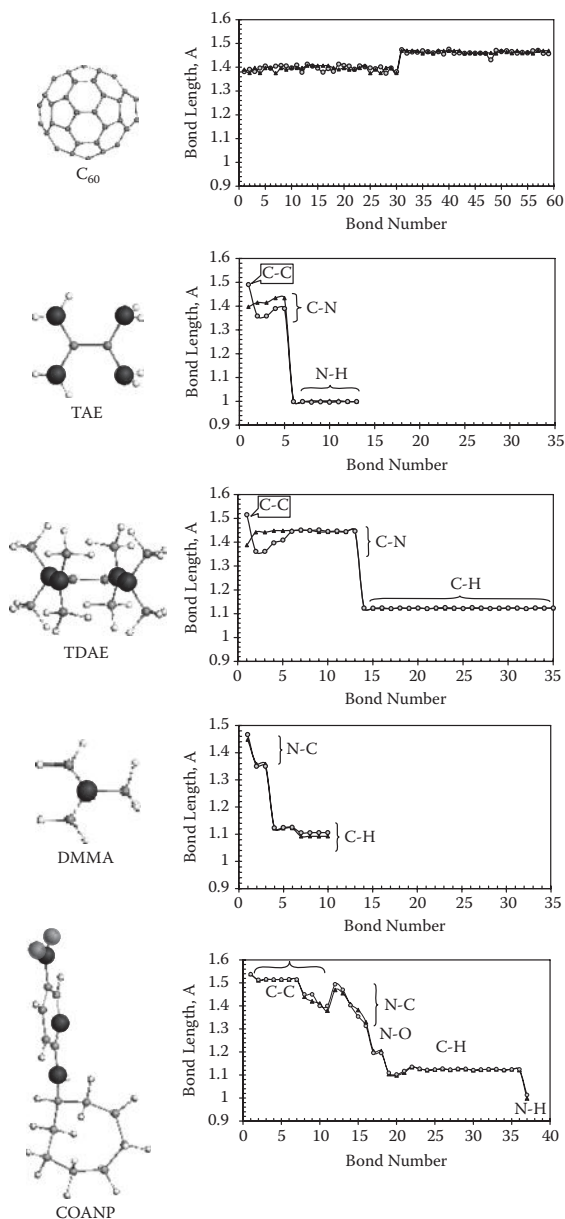 C60
Bond Length, A
1.6
1.5
1.4
1.3
1.2
1.1
1
0.9
0 5 10 15 20 25 30 35 40 45 50 55 60
Bond Number
TAE
Bond Length, A
1.6
1.5
1.4
1.3
1.2
1.1
1
0.9
C-C
C-N
N-H
0 5 10 15 20 25 30 35
Bond Number
TDAE
Bond Length, A
1.6
1.5
1.4
1.3
1.2
1.1
1
0.9
C-C
C-N
C-H
0 5 10 15 20 25 30 35
Bond Number
DMMA
Bond Length, A
1.5
1.4
1.3
1.2
1.1
1
0.9
N-C
C-H
0 5 10 15 20 25 30 35
Bond Number
COANP
Bond Length, A
1.6
1.5
1.4
1.3
1.2
1.1
1
0.9
C-C
N-C
N-O
C-H
N-H
0 5 10 15 20 25 30 35 40
Bond Number